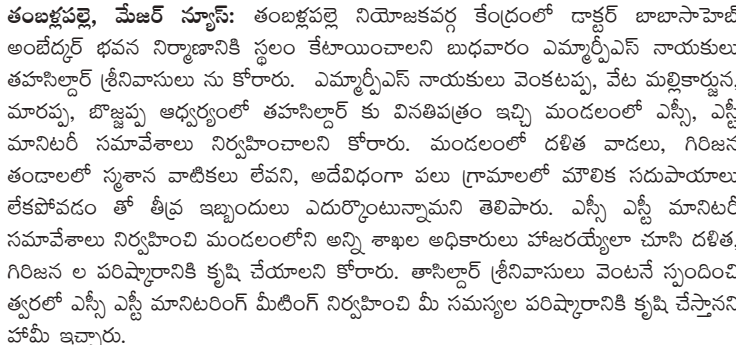 తంబళ్లపల్లె, మేజర్ న్యూస్: తంబళ్లపల్లె నియోజకవర్గ కేంద్రంలో డాక్టర్ బాబాసాహెబ్
అంబేద్కర్ భవన నిర్మాణానికి స్థలం కేటాయించాలని బుధవారం ఎమ్మార్పీఎస్ నాయకులు
తహసిల్దార్ శ్రీనివాసులు ను కోరారు. ఎమ్మార్పీఎస్ నాయకులు వెంకటప్ప, వేట మల్లికార్జున,
మారప్ప, బొజ్జప్ప ఆధ్వర్యంలో తహసిల్దార్ కు వినతిపత్రం ఇచ్చి మండలంలో ఎస్సీ, ఎస్టీ
మానిటరీ సమావేశాలు నిర్వహించాలని కోరారు. మండలంలో దళిత వాడలు, గిరిజన
తండాలలో స్మశాన వాటికలు లేవని, అదేవిధంగా పలు గ్రామాలలో మౌలిక సదుపాయాలు
లేకపోవడం తో తీవ్ర ఇబ్బందులు ఎదుర్కొంటున్నామని తెలిపారు. ఎస్సీ ఎస్టీ మానిటరీ
సమావేశాలు నిర్వహించి మండలంలోని అన్ని శాఖల అధికారులు హాజరయ్యేలా చూసి దళిత,
గిరిజన ల పరిష్కారానికి కృషి చేయాలని కోరారు. తాసిల్దార్ శ్రీనివాసులు వెంటనే స్పందించి
త్వరలో ఎస్సీ ఎస్టీ మానిటరింగ్ మీటింగ్ నిర్వహించి మీ సమస్యల పరిష్కారానికి కృషి చేస్తానని
హామీ ఇచ్చారు.